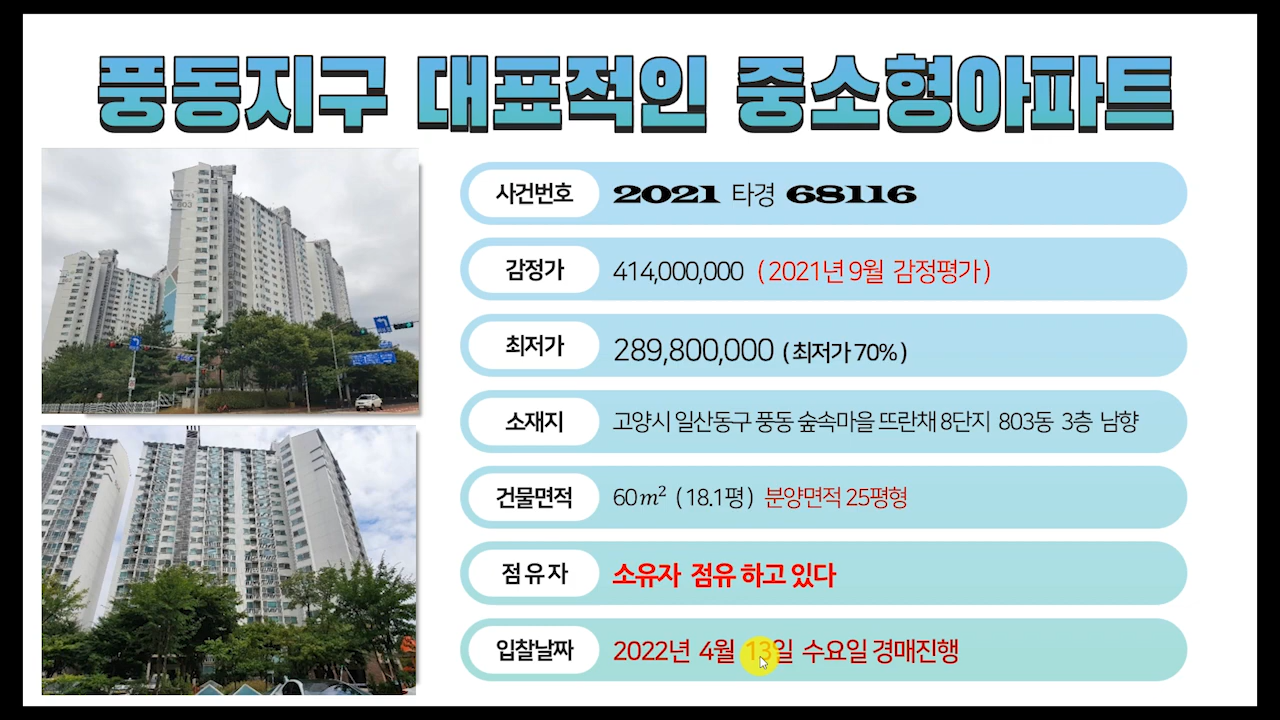 풍동지구 대표적인 중소형아파트
사건번호 2021 타경 68116
감정가 414,000,000 (2021년 9월 감정평가)
최저가 289,800,000 (최저가 70%)
소재지 고양시 일산동구 풍동 숲속마을 뜨란채 8단지 803동 3층 남향
건물면적 60m² (18.1평) 분양면적 25평형
점유자 소유자 점유 하고 있다
입찰날짜 2022년 4월 13일 수요일 경매진행
803